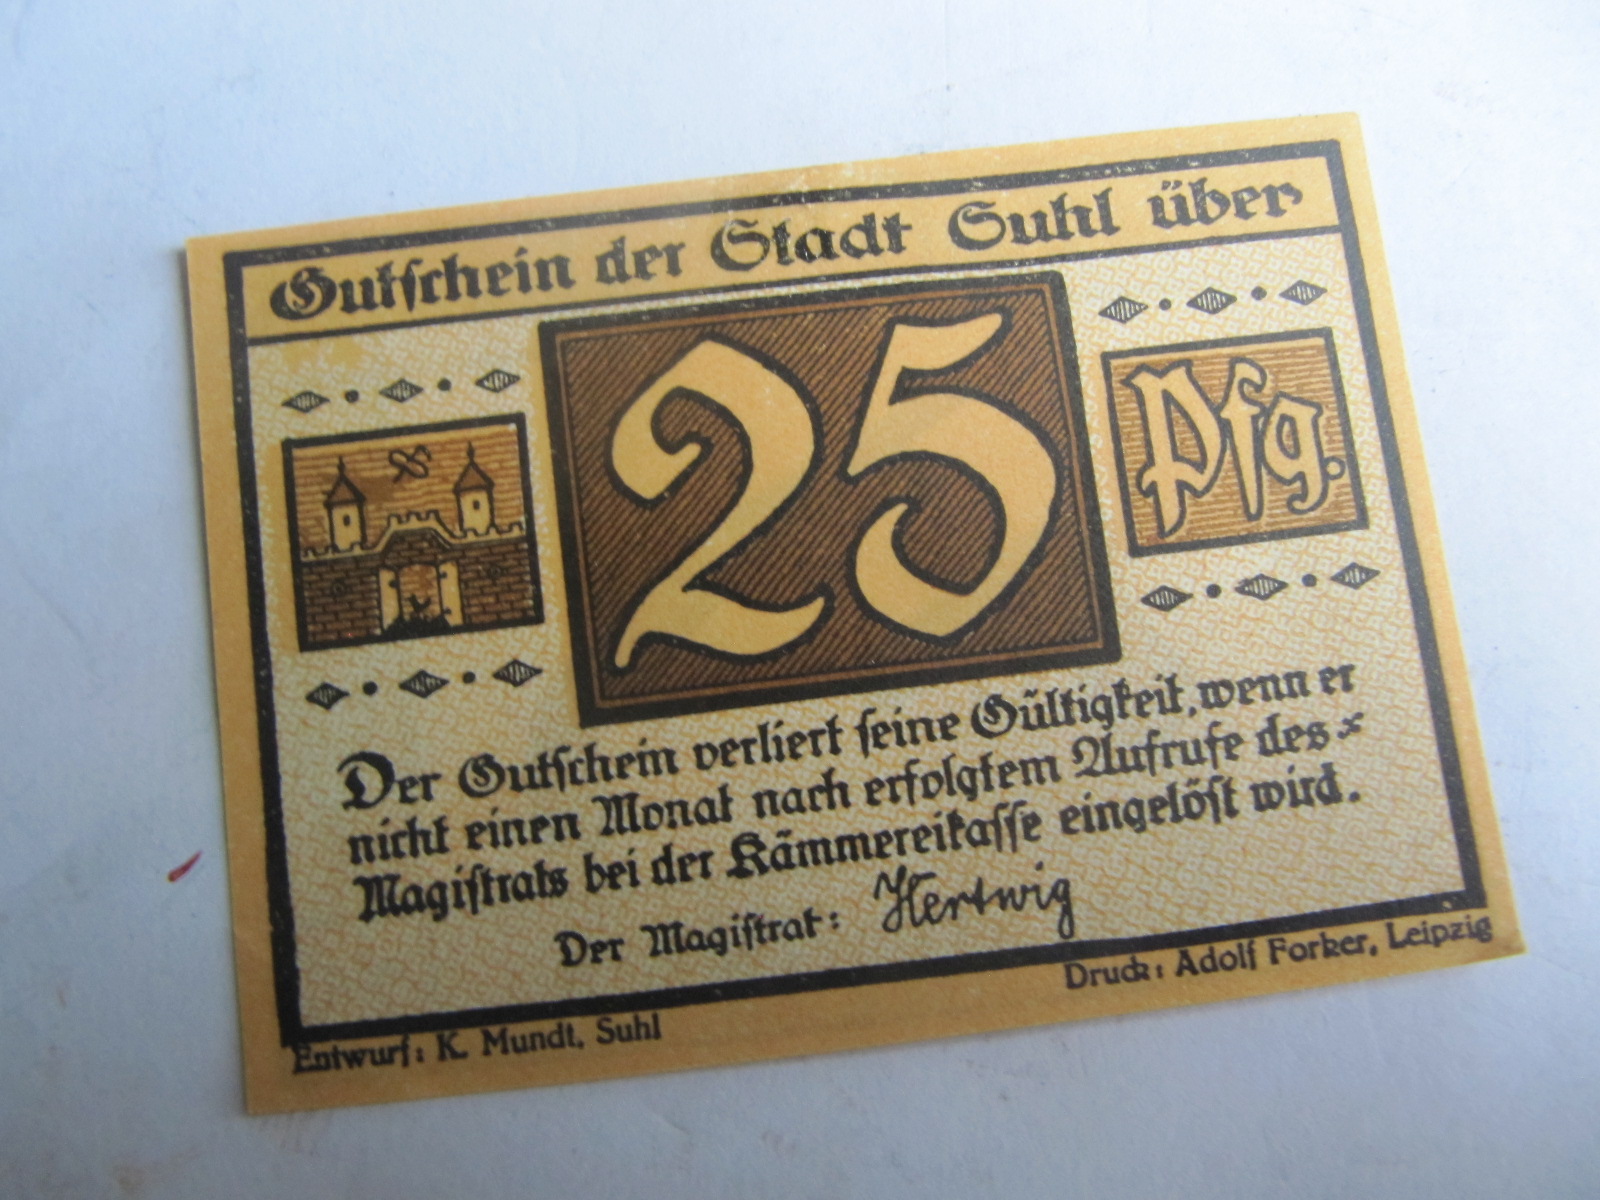 Gutschein der Stadt Suhl über
25
Pfg.
Der Gutschein verliert seine Gültigkeit, wenn er
nicht einen Monat nach erfolgtem Aufrufe des
Magistrats bei der Kämmereikasse eingelöst wird.
Der Magistrat: Hertwig
Entwurf: K. Mundt, Suhl
Druck: Adolf Forker, Leipzig